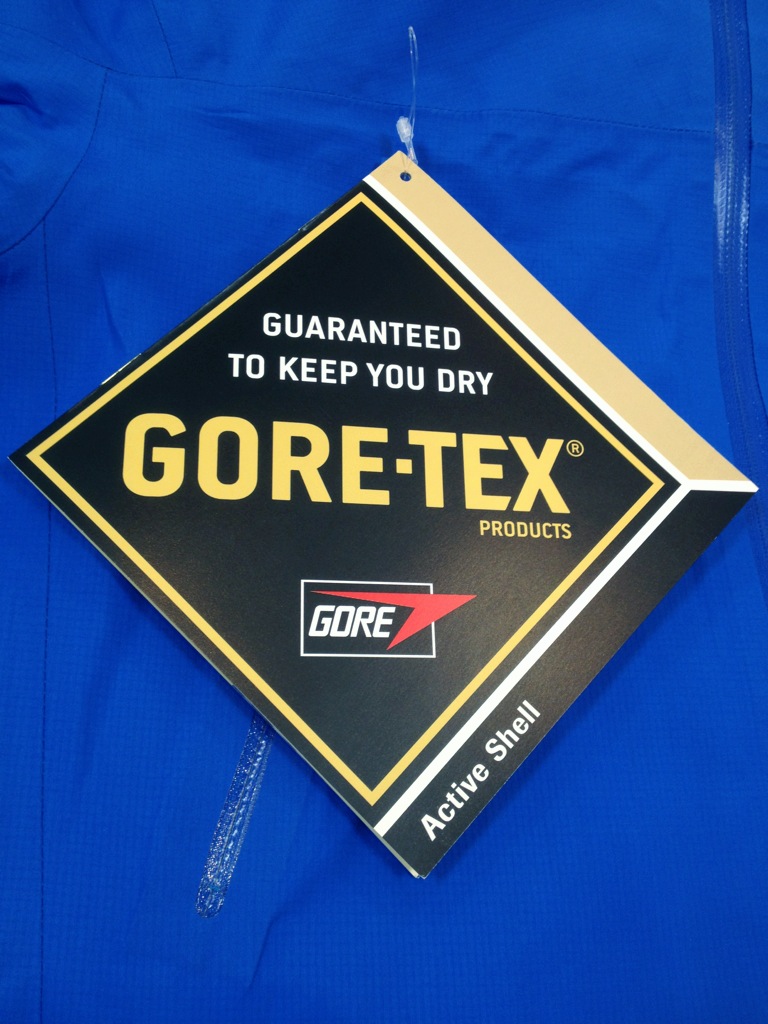 GUARANTEED
TO KEEP YOU DRY
GORE-TEX®
PRODUCTS
GORE
Active Shell